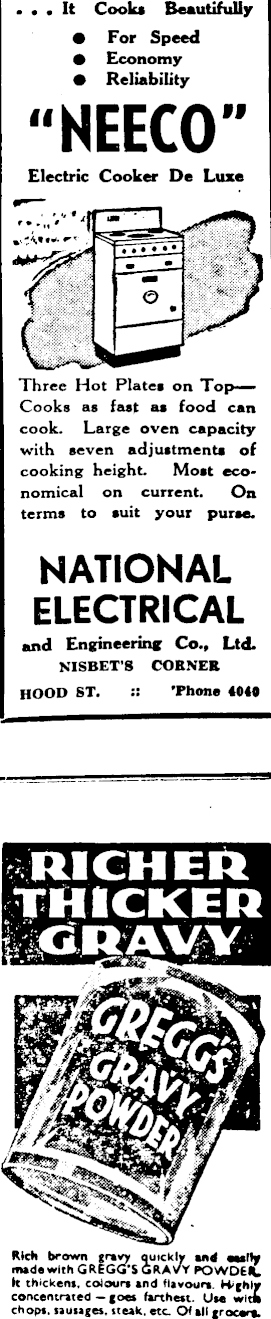 . . . It Cooks Beautifully
● For Speed
● Economy
● Reliability
"NEECO"
Electric Cooker De Luxe
Three Hot Plates on Top—
Cooks as fast as food can
cook. Large oven capacity
with seven adjustments of
cooking height. Most eco-
nomical on current. On
terms to suit your purse.
NATIONAL
ELECTRICAL
and Engineering Co., Ltd.
NISBET'S CORNER
HOOD ST. :: 'Phone 4040
RICHER
THICKER
GRAVY
GREGG'S
GRAVY
POWDER
Rich brown gravy quickly and easily
made with GREGG'S GRAVY POWDER.
It thickens, colours and flavours. Highly
concentrated — goes farthest. Use with
chops, sausages, steak, etc. Of all grocers.